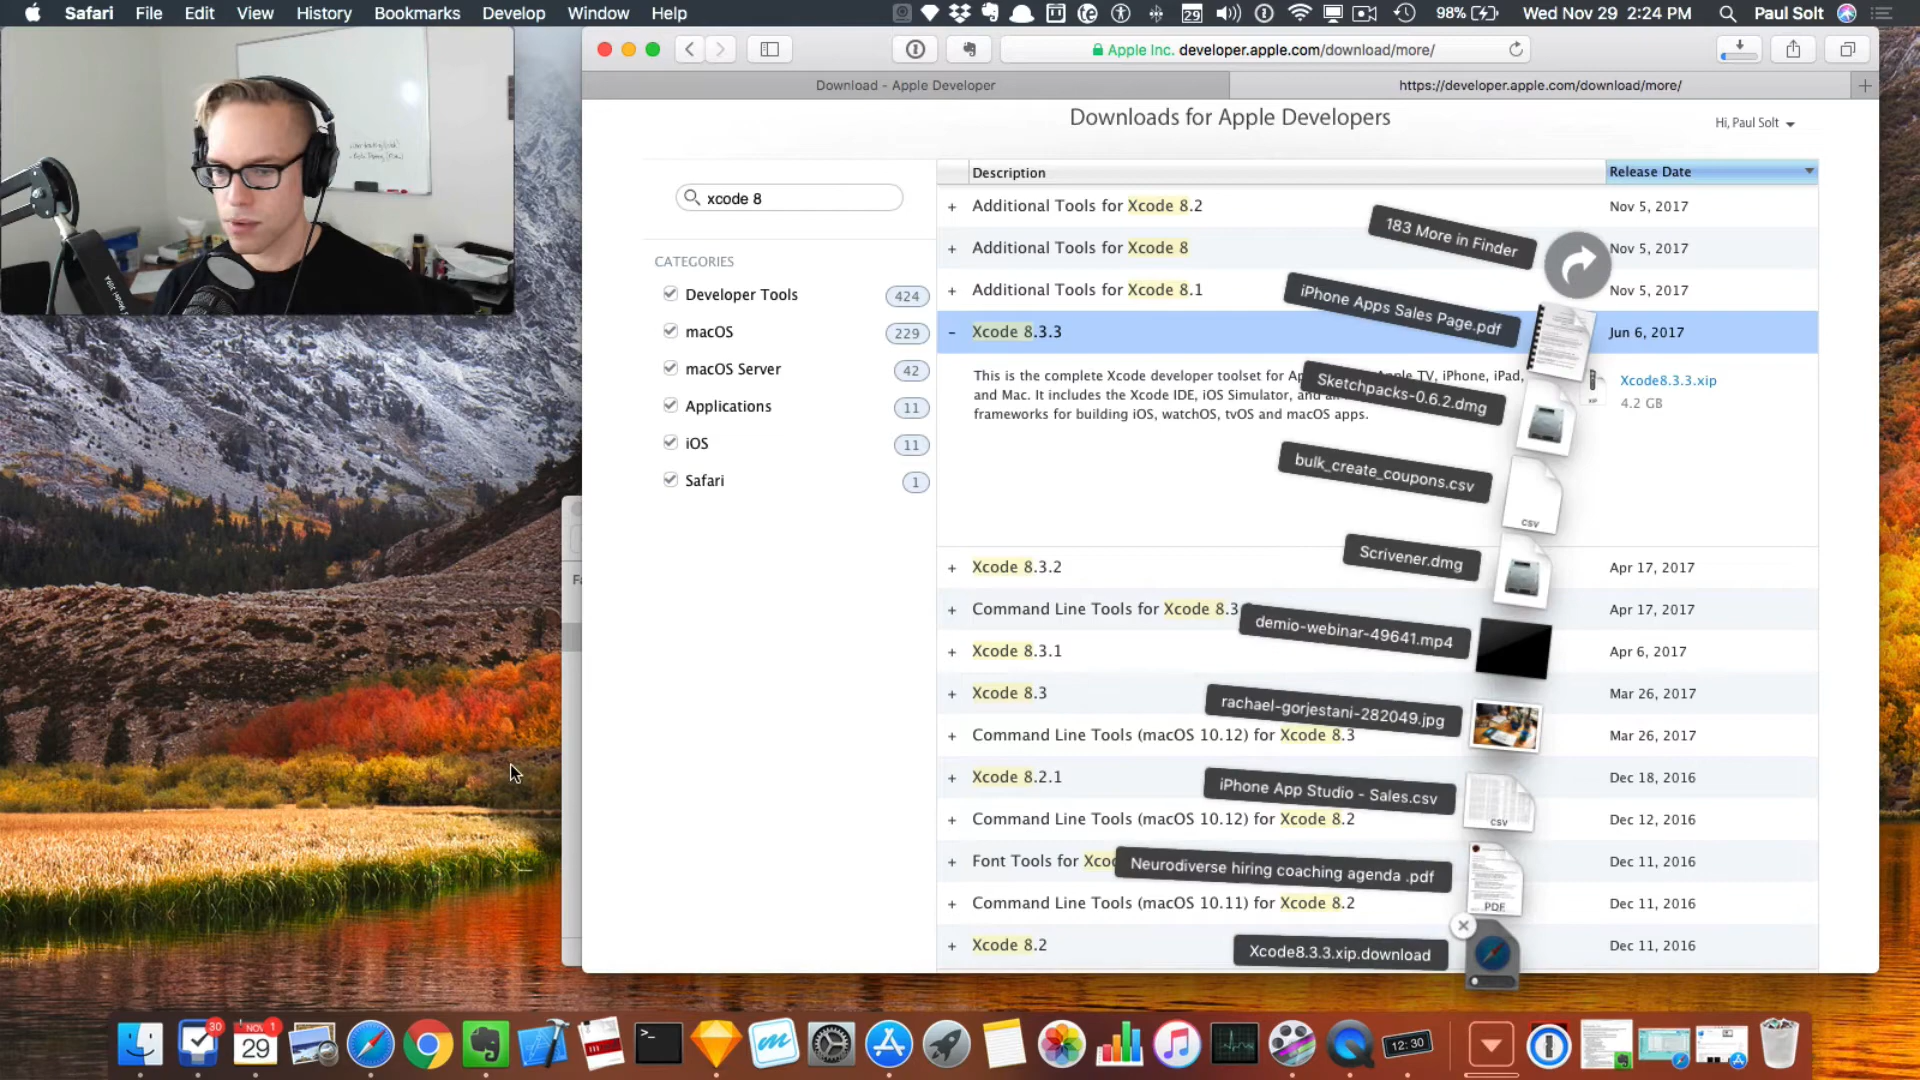 Safari File Edit View History Bookmarks Develop Window Help
29 98% Wed Nov 29 2:24 PM Paul Solt
Apple Inc. developer.apple.com/download/more/
Download - Apple Developer
https://developer.apple.com/download/more/
Downloads for Apple Developers
Hi, Paul Solt
xcode 8
CATEGORIES
Developer Tools 424
macOS 229
macOS Server 42
Applications 11
iOS 11
Safari 1
Description Release Date
+ Additional Tools for Xcode 8.2 Nov 5, 2017
+ Additional Tools for Xcode 8 Nov 5, 2017
+ Additional Tools for Xcode 8.1 Nov 5, 2017
– Xcode 8.3.3 Jun 6, 2017
This is the complete Xcode developer toolset for Ap TV, iPhone, iPad,
and Mac. It includes the Xcode IDE, iOS Simulator, and
frameworks for building iOS, watchOS, tvOS and macOS apps.
Xcode8.3.3.xip
4.2 GB
+ Xcode 8.3.2 Apr 17, 2017
+ Command Line Tools for Xcode 8.3 Apr 17, 2017
+ Xcode 8.3.1 Apr 6, 2017
+ Xcode 8.3 Mar 26, 2017
+ Command Line Tools (macOS 10.12) for Xcode 8.3 Mar 26, 2017
+ Xcode 8.2.1 Dec 18, 2016
+ Command Line Tools (macOS 10.12) for Xcode 8.2 Dec 12, 2016
+ Font Tools for Xco Dec 11, 2016
+ Command Line Tools (macOS 10.11) for Xcode 8.2 Dec 11, 2016
+ Xcode 8.2 Dec 11, 2016
183 More in Finder
iPhone Apps Sales Page.pdf
Sketchpacks-0.6.2.dmg
bulk_create_coupons.csv
CSV
Scrivener.dmg
demio-webinar-49641.mp4
rachael-gorjestani-282049.jpg
iPhone App Studio - Sales.csv
CSV
Neurodiverse hiring coaching agenda .pdf
PDF
Xcode8.3.3.xip.download
Fa
30
NOV 1
29
12:30